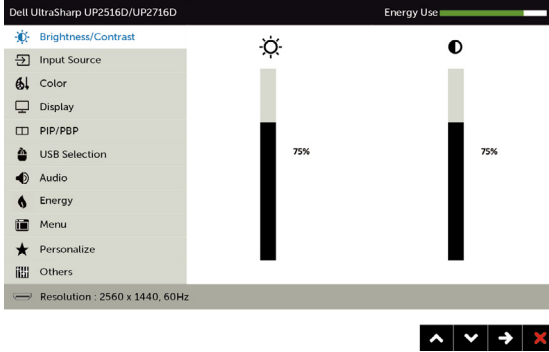 Dell UltraSharp UP2516D/UP2716D
Energy Use
Brightness/Contrast
Input Source
Color
Display
PIP/PBP
USB Selection
75%
75%
Audio
Energy
Menu
Personalize
Others
Resolution : 2560 x 1440, 60Hz